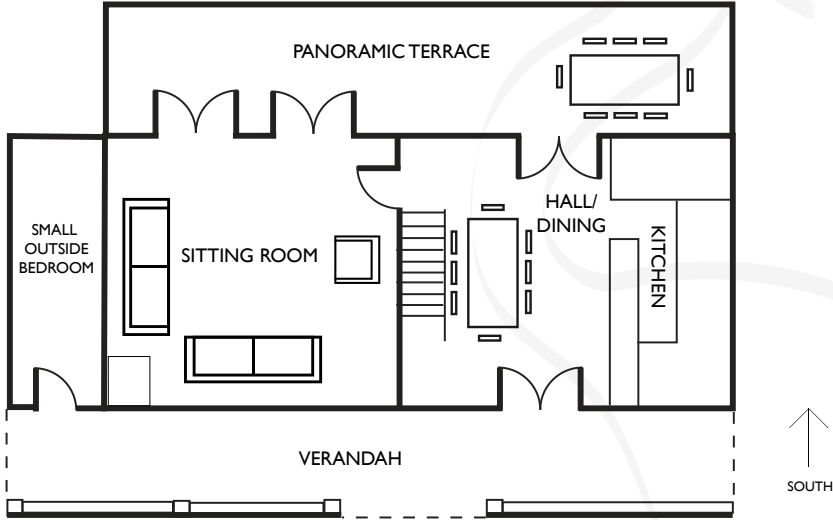 PANORAMIC TERRACE
SMALL
OUTSIDE
BEDROOM
SITTING ROOM
HALL/
DINING
KITCHEN
VERANDAH
SOUTH